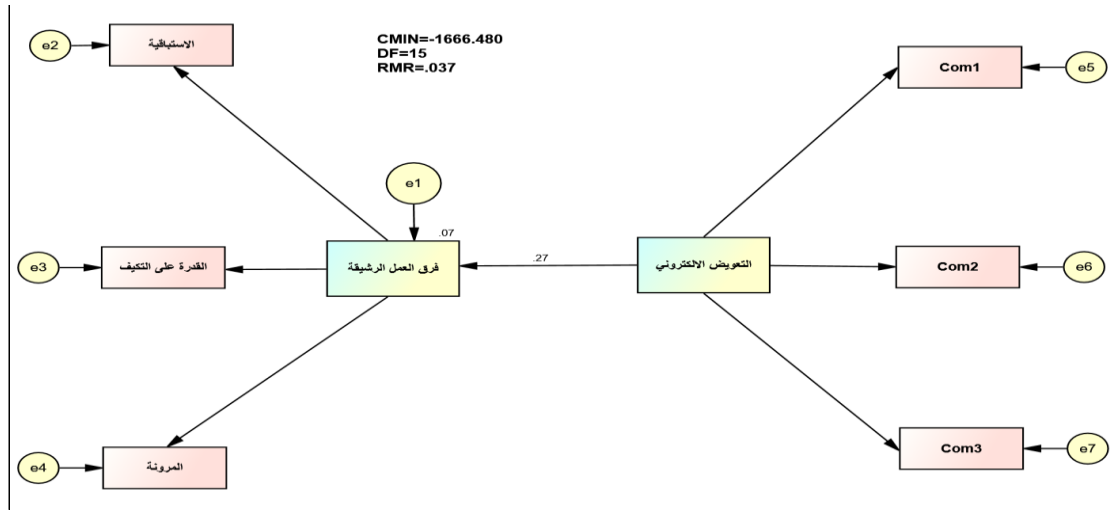 e2
الاستباقية
CMIN=-1666.480
DF=15
RMR=.037
Com1
e5
e1
.07
e3
القدرة على التكيف
فرق العمل الرشيقة
.27
التعويض الالكتروني
Com2
e6
e4
المرونة
Com3
e7